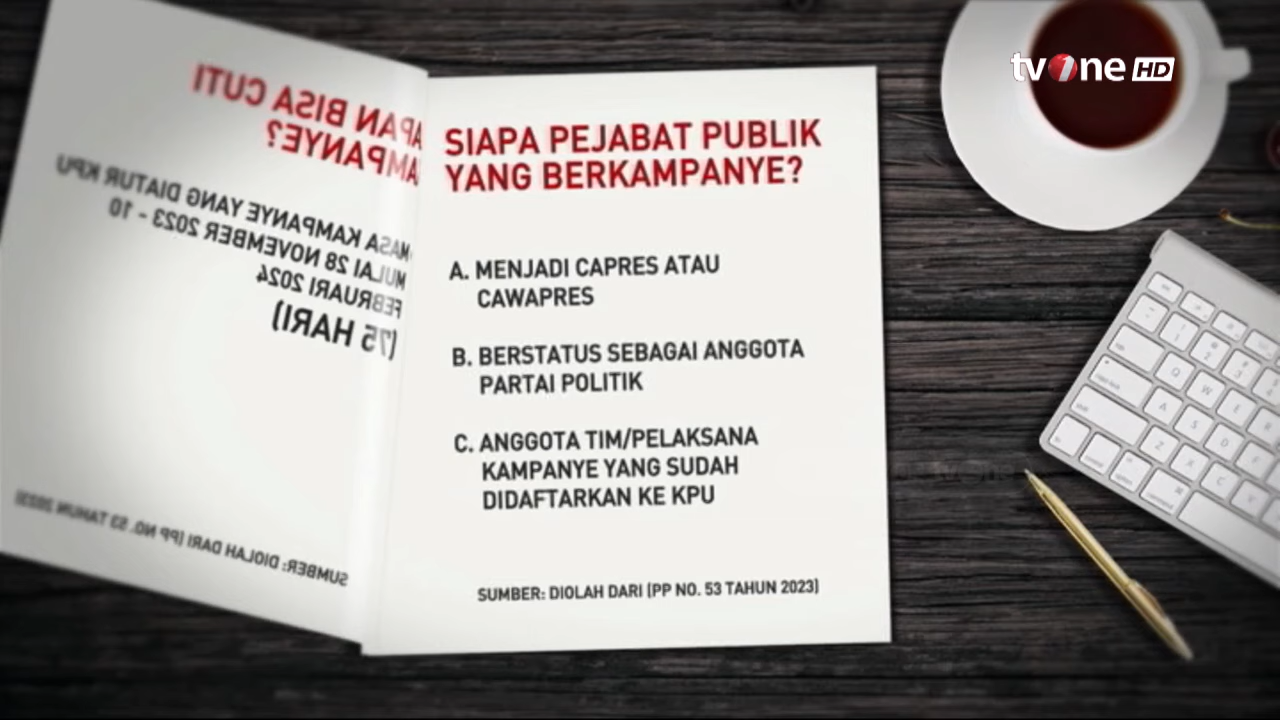 tvOne HD
APAN BISA CUTI
AMPANYE?
MASA KAMPANYE YANG DIATUR KPU
MULAI 28 NOVEMBER 2023 - 10
FEBRUARI 2024
(75 HARI)
SUMBER: DIOLAH DARI (PP NO. 53 TAHUN 2023)
SIAPA PEJABAT PUBLIK
YANG BERKAMPANYE?
A. MENJADI CAPRES ATAU
CAWAPRES
B. BERSTATUS SEBAGAI ANGGOTA
PARTAI POLITIK
C. ANGGOTA TIM/PELAKSANA
KAMPANYE YANG SUDAH
DIDAFTARKAN KE KPU
SUMBER: DIOLAH DARI (PP NO. 53 TAHUN 2023)